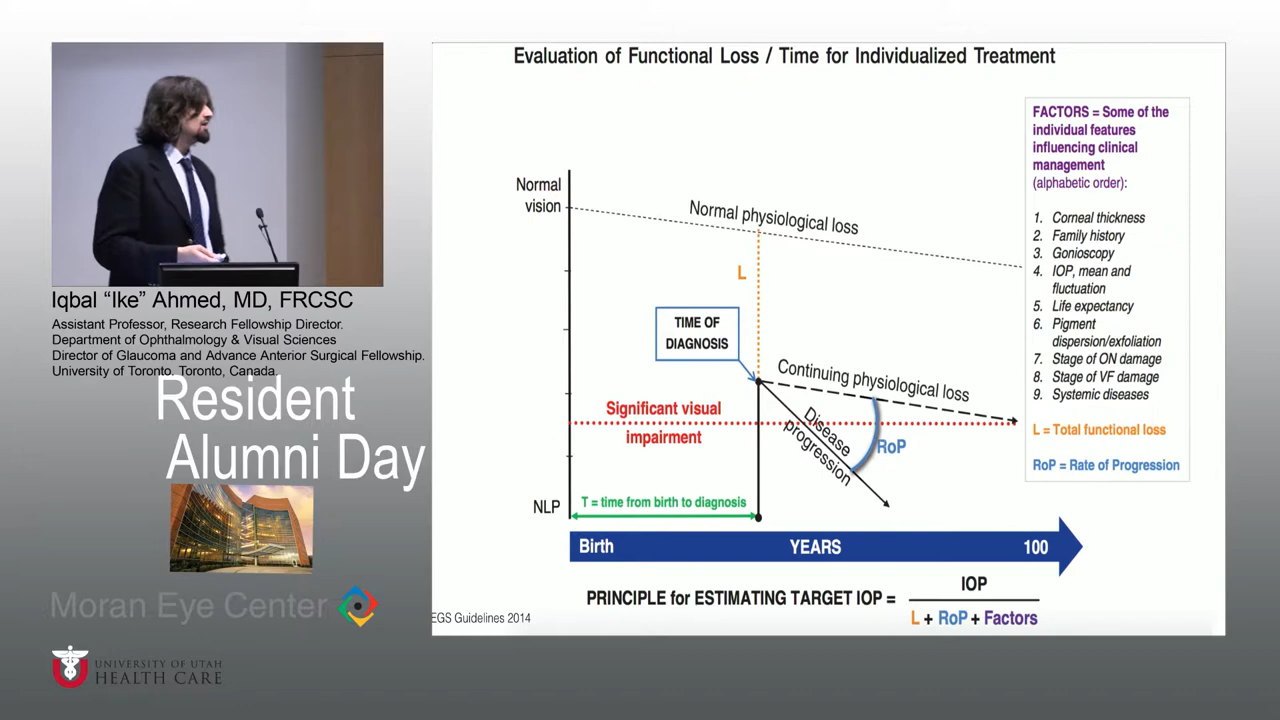 Iqbal “Ike” Ahmed, MD, FRCSC
Assistant Professor, Research Fellowship Director.
Department of Ophthalmology & Visual Sciences
Director of Glaucoma and Advance Anterior Surgical Fellowship.
University of Toronto, Toronto, Canada.
Resident
Alumni Day
Moran Eye Center
UNIVERSITY OF UTAH
HEALTH CARE
Evaluation of Functional Loss / Time for Individualized Treatment
Normal
vision
Normal physiological loss
L
TIME OF
DIAGNOSIS
Continuing physiological loss
Significant visual
impairment
Disease
progression
RoP
NLP
T = time from birth to diagnosis
Birth YEARS 100
PRINCIPLE for ESTIMATING TARGET IOP =
IOP
L + RoP + Factors
EGS Guidelines 2014
FACTORS = Some of the
individual features
influencing clinical
management
(alphabetic order):
1. Corneal thickness
2. Family history
3. Gonioscopy
4. IOP, mean and
fluctuation
5. Life expectancy
6. Pigment
dispersion/exfoliation
7. Stage of ON damage
8. Stage of VF damage
9. Systemic diseases
L = Total functional loss
RoP = Rate of Progression